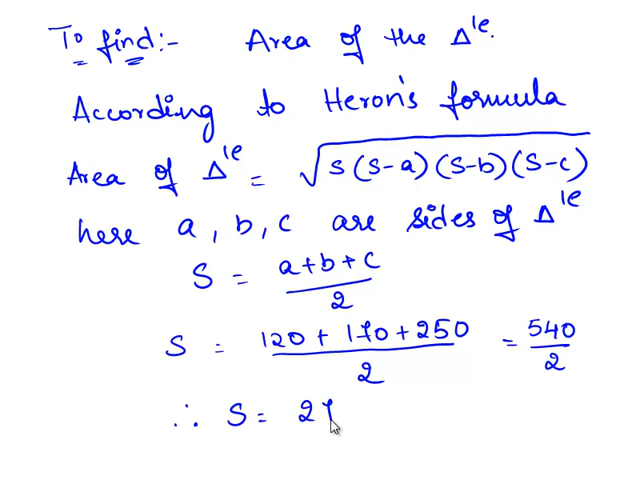 To find:- Area of the Δ'le.
According to Heron's formula
Area of Δ'le = √s(s-a)(s-b)(s-c)
here a, b, c are sides of Δ'le
S = a+b+c / 2
S = 120 + 170 + 250 / 2 = 540 / 2
∴ S = 27